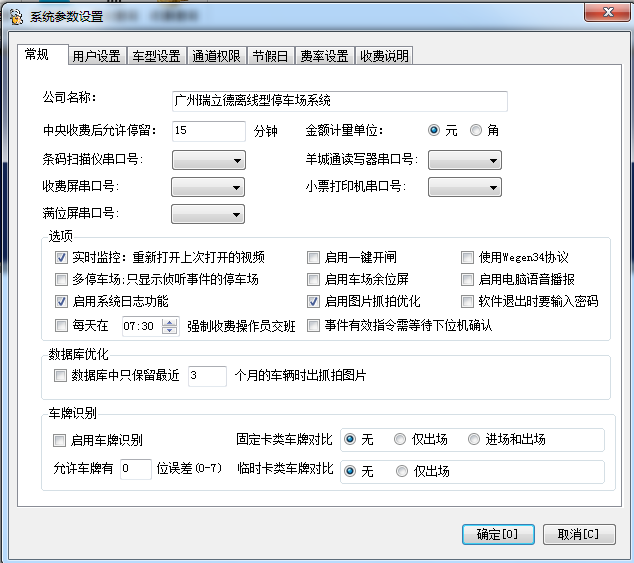 系统参数设置
常规 用户设置 车型设置 通道权限 节假日 费率设置 收费说明
公司名称： 广州瑞立德离线型停车场系统
中央收费后允许停留： 15 分钟 金额计量单位： 元 角
条码扫描仪串口号： 羊城通读写器串口号：
收费屏串口号： 小票打印机串口号：
满位屏串口号：
选项
实时监控：重新打开上次打开的视频 启用一键开闸 使用Wegen34协议
多停车场;只显示侦听事件的停车场 启用车场余位屏 启用电脑语音播报
启用系统日志功能 启用图片抓拍优化 软件退出时要输入密码
每天在 07:30 强制收费操作员交班 事件有效指令需等待下位机确认
数据库优化
数据库中只保留最近 3 个月的车辆时出抓拍图片
车牌识别
启用车牌识别 固定卡类车牌对比 无 仅出场 进场和出场
允许车牌有 0 位误差(0-7) 临时卡类车牌对比 无 仅出场
确定[O] 取消[C]